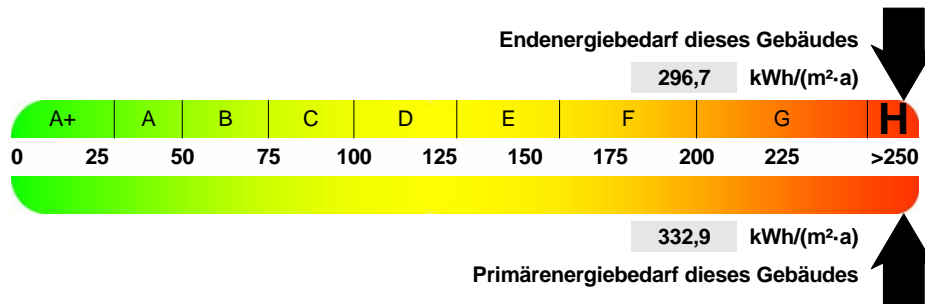 Endenergiebedarf dieses Gebäudes
296,7 kWh/(m²·a)
A+ A B C D E F G H
0 25 50 75 100 125 150 175 200 225 >250
332,9 kWh/(m²·a)
Primärenergiebedarf dieses Gebäudes